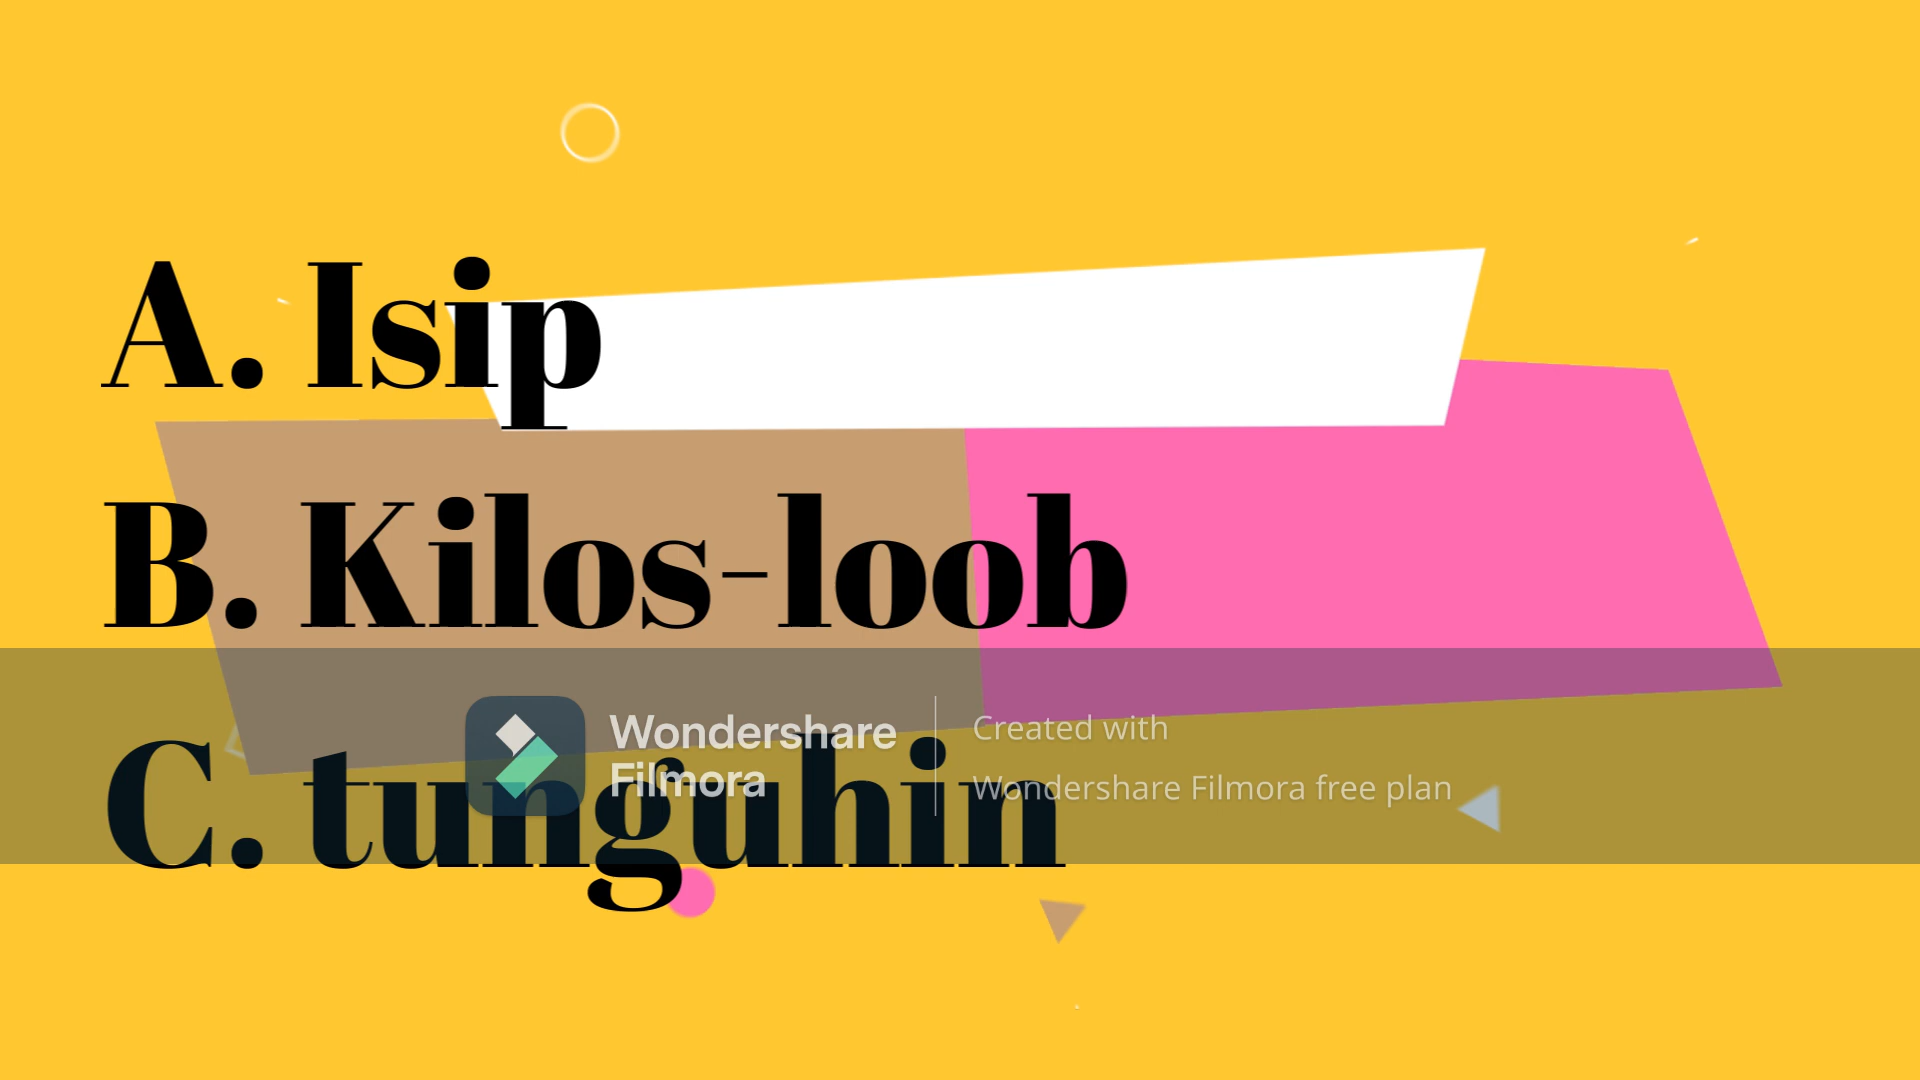 A. Isip
B. Kilos-loob
C. tunguhin
Wondershare
Filmora
Created with
Wondershare Filmora free plan